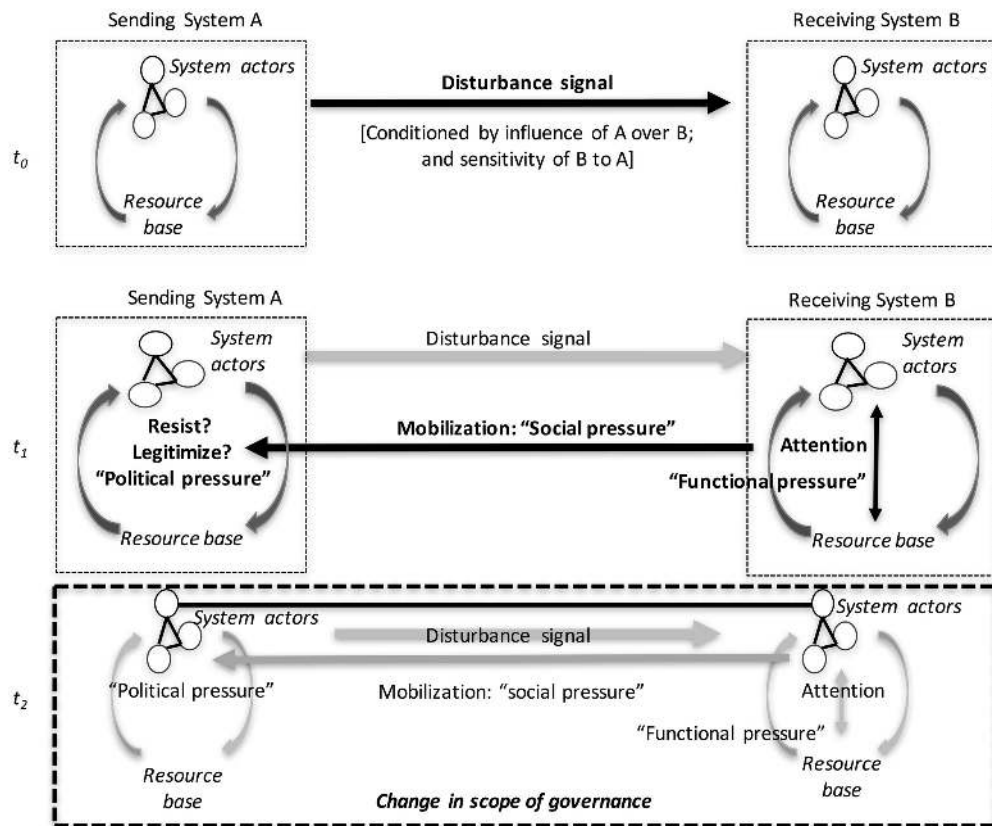 Sending System A
Receiving System B
System actors
Disturbance signal
System actors
[Conditioned by influence of A over B;
and sensitivity of B to A]
t0
Resource
base
Resource
base
Sending System A
Receiving System B
System
actors
Disturbance signal
System
actors
Resist?
Legitimize?
"Political pressure"
Mobilization: "Social pressure"
Attention
"Functional pressure"
t1
Resource base
Resource base
System actors
System actors
Disturbance signal
"Political pressure"
Mobilization: "social pressure"
Attention
t2
"Functional pressure"
Resource
base
Resource
base
Change in scope of governance